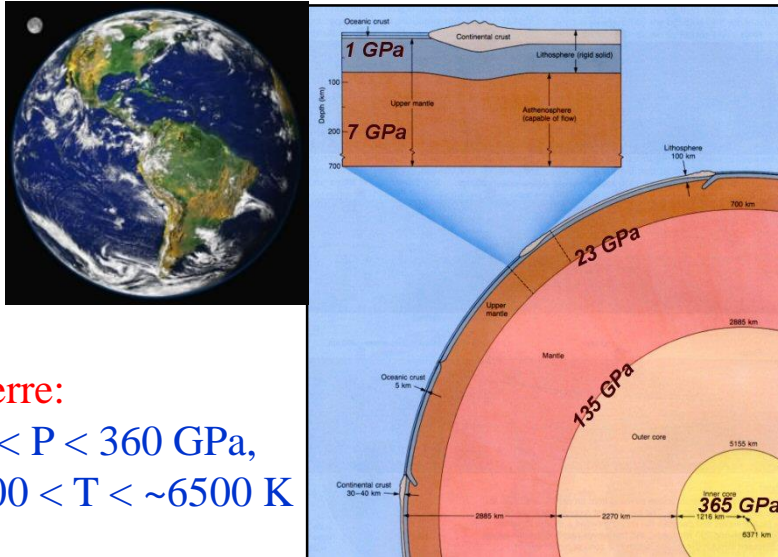 Oceanic crust
1 GPa
Continental crust
Lithosphere (rigid solid)
100
Depth (km)
Upper mantle
Asthenosphere
(capable of flow)
7 GPa
200
700
Lithosphere
100 km
700 km
23 GPa
Upper
mantle
2885 km
Mantle
Oceanic crust
5 km
135 GPa
Outer core
5155 km
Continental crust
30–40 km
Inner core
365 GPa
2885 km
2270 km
1216 km
6371 km
erre:
< P < 360 GPa,
00 < T < ~6500 K